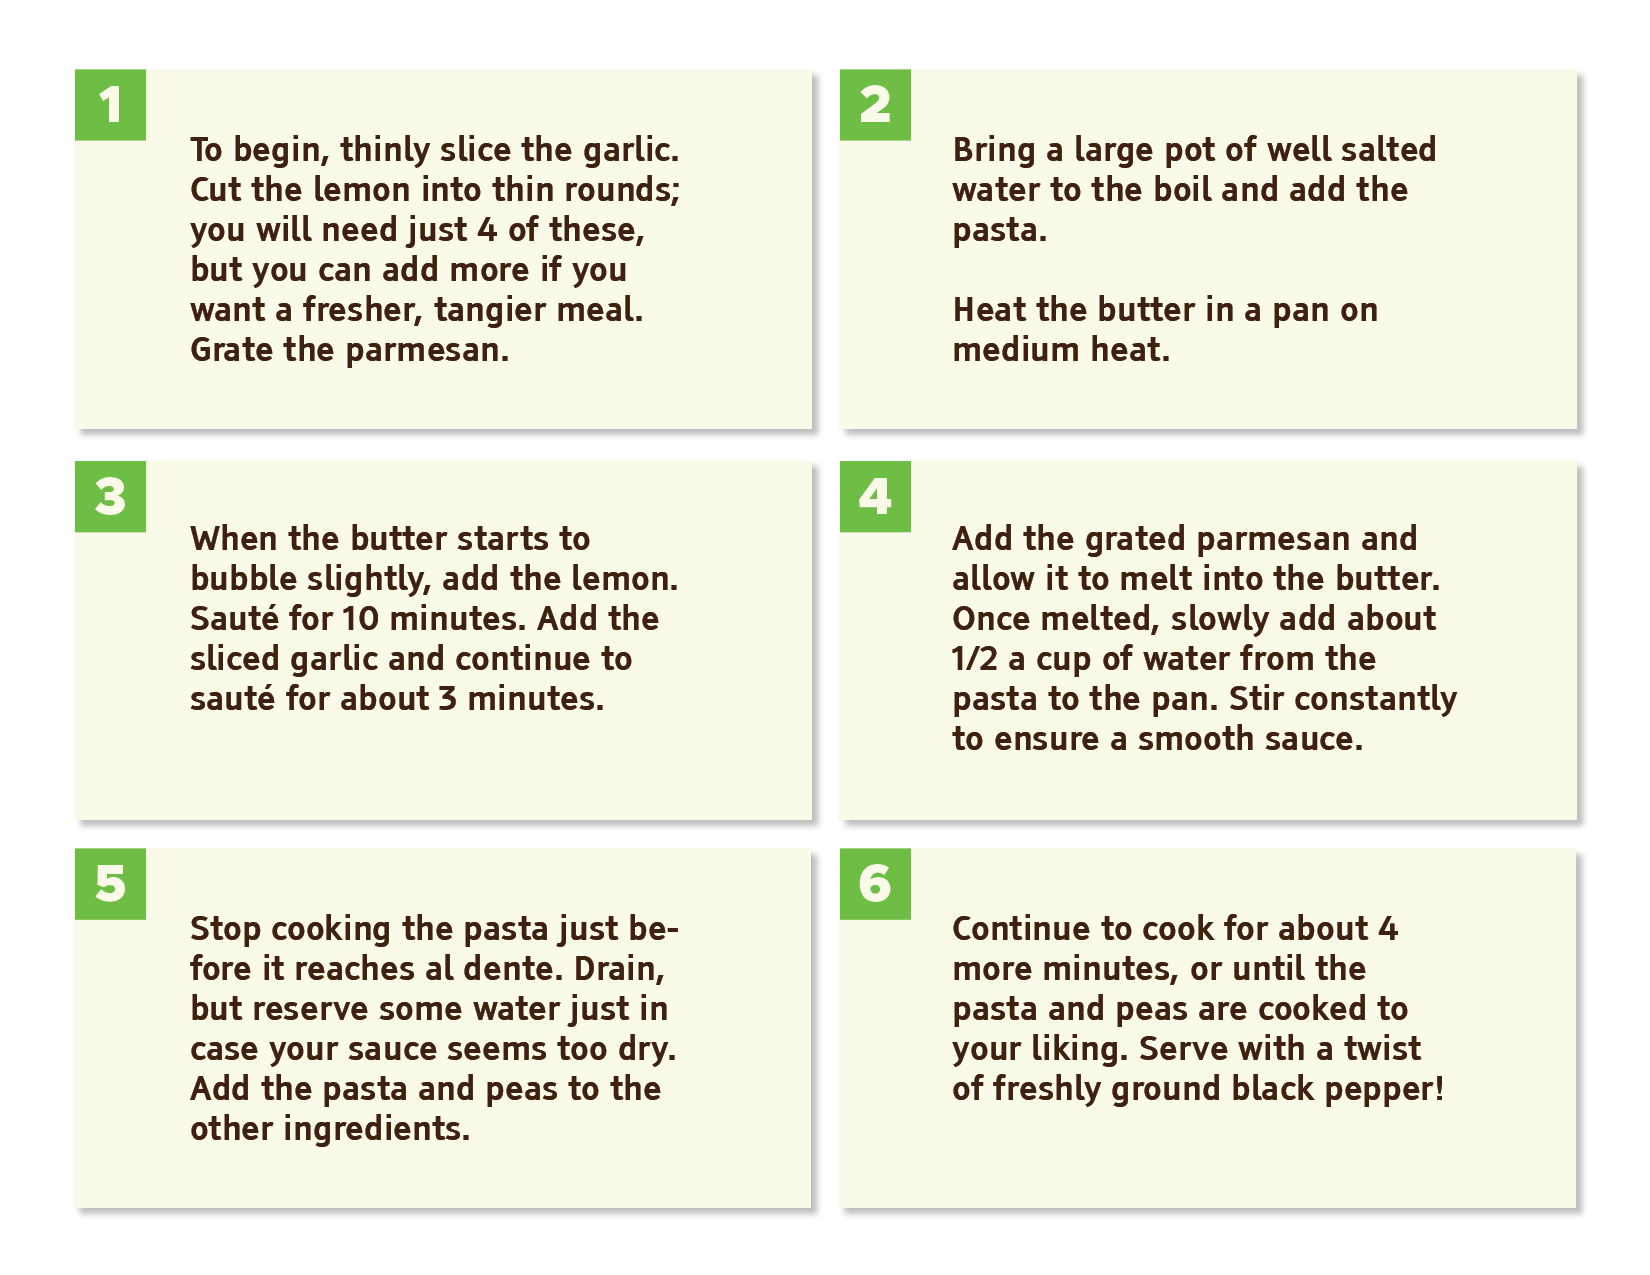 1
To begin, thinly slice the garlic.
Cut the lemon into thin rounds;
you will need just 4 of these,
but you can add more if you
want a fresher, tangier meal.
Grate the parmesan.
2
Bring a large pot of well salted
water to the boil and add the
pasta.
Heat the butter in a pan on
medium heat.
3
When the butter starts to
bubble slightly, add the lemon.
Sauté for 10 minutes. Add the
sliced garlic and continue to
sauté for about 3 minutes.
4
Add the grated parmesan and
allow it to melt into the butter.
Once melted, slowly add about
1/2 a cup of water from the
pasta to the pan. Stir constantly
to ensure a smooth sauce.
5
Stop cooking the pasta just be-
fore it reaches al dente. Drain,
but reserve some water just in
case your sauce seems too dry.
Add the pasta and peas to the
other ingredients.
6
Continue to cook for about 4
more minutes, or until the
pasta and peas are cooked to
your liking. Serve with a twist
of freshly ground black pepper!